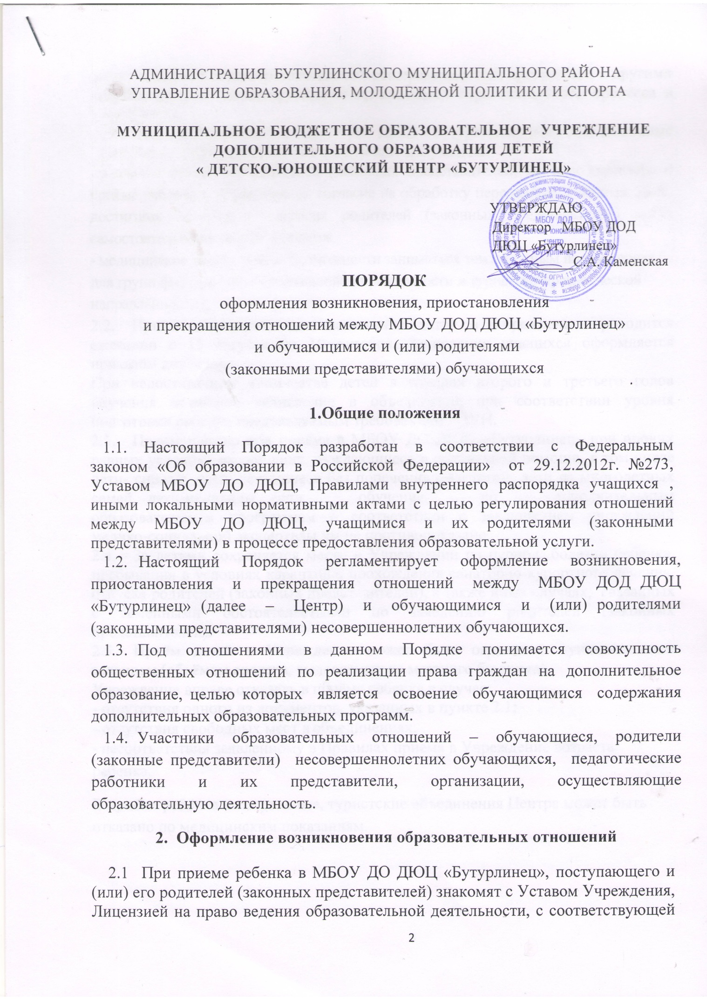 АДМИНИСТРАЦИЯ БУТУРЛИНСКОГО МУНИЦИПАЛЬНОГО РАЙОНА
УПРАВЛЕНИЕ ОБРАЗОВАНИЯ, МОЛОДЕЖНОЙ ПОЛИТИКИ И СПОРТА
МУНИЦИПАЛЬНОЕ БЮДЖЕТНОЕ ОБРАЗОВАТЕЛЬНОЕ УЧРЕЖДЕНИЕ
ДОПОЛНИТЕЛЬНОГО ОБРАЗОВАНИЯ ДЕТЕЙ
« ДЕТСКО-ЮНОШЕСКИЙ ЦЕНТР «БУТУРЛИНЕЦ»
УТВЕРЖДАЮ
Директор МБОУ ДОД
ДЮЦ «Бутурлинец»
С.А. Каменская
МБОУ ДОД
«Детско-юношеский
центр
«Бутурлинец»
ПОРЯДОК
оформления возникновения, приостановления
и прекращения отношений между МБОУ ДОД ДЮЦ «Бутурлинец»
и обучающимися и (или) родителями
(законными представителями) обучающихся
1.Общие положения
1.1. Настоящий Порядок разработан в соответствии с Федеральным
законом «Об образовании в Российской Федерации» от 29.12.2012г. №273,
Уставом МБОУ ДО ДЮЦ, Правилами внутреннего распорядка учащихся ,
иными локальными нормативными актами с целью регулирования отношений
между МБОУ ДО ДЮЦ, учащимися и их родителями (законными
представителями) в процессе предоставления образовательной услуги.
1.2. Настоящий Порядок регламентирует оформление возникновения,
приостановления и прекращения отношений между МБОУ ДОД ДЮЦ
«Бутурлинец» (далее – Центр) и обучающимися и (или) родителями
(законными представителями) несовершеннолетних обучающихся.
1.3. Под отношениями в данном Порядке понимается совокупность
общественных отношений по реализации права граждан на дополнительное
образование, целью которых является освоение обучающимися содержания
дополнительных образовательных программ.
1.4. Участники образовательных отношений – обучающиеся, родители
(законные представители) несовершеннолетних обучающихся, педагогические
работники и их представители, организации, осуществляющие
образовательную деятельность.
2. Оформление возникновения образовательных отношений
2.1 При приеме ребенка в МБОУ ДО ДЮЦ «Бутурлинец», поступающего и
(или) его родителей (законных представителей) знакомят с Уставом Учреждения,
Лицензией на право ведения образовательной деятельности, с соответствующей
2